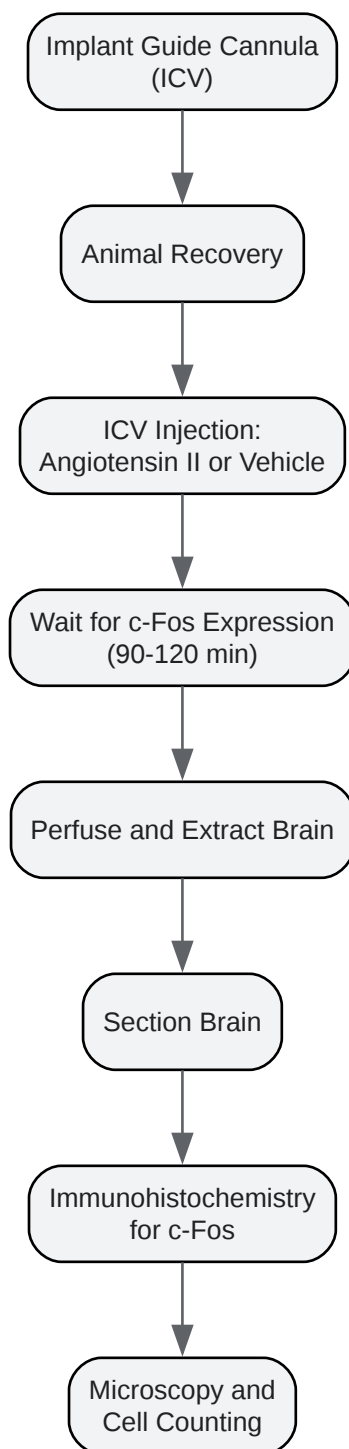 Implant Guide Cannula
(ICV)
Animal Recovery
ICV Injection:
Angiotensin II or Vehicle
Wait for c-Fos Expression
(90-120 min)
Perfuse and Extract Brain
Section Brain
Immunohistochemistry
for c-Fos
Microscopy and
Cell Counting